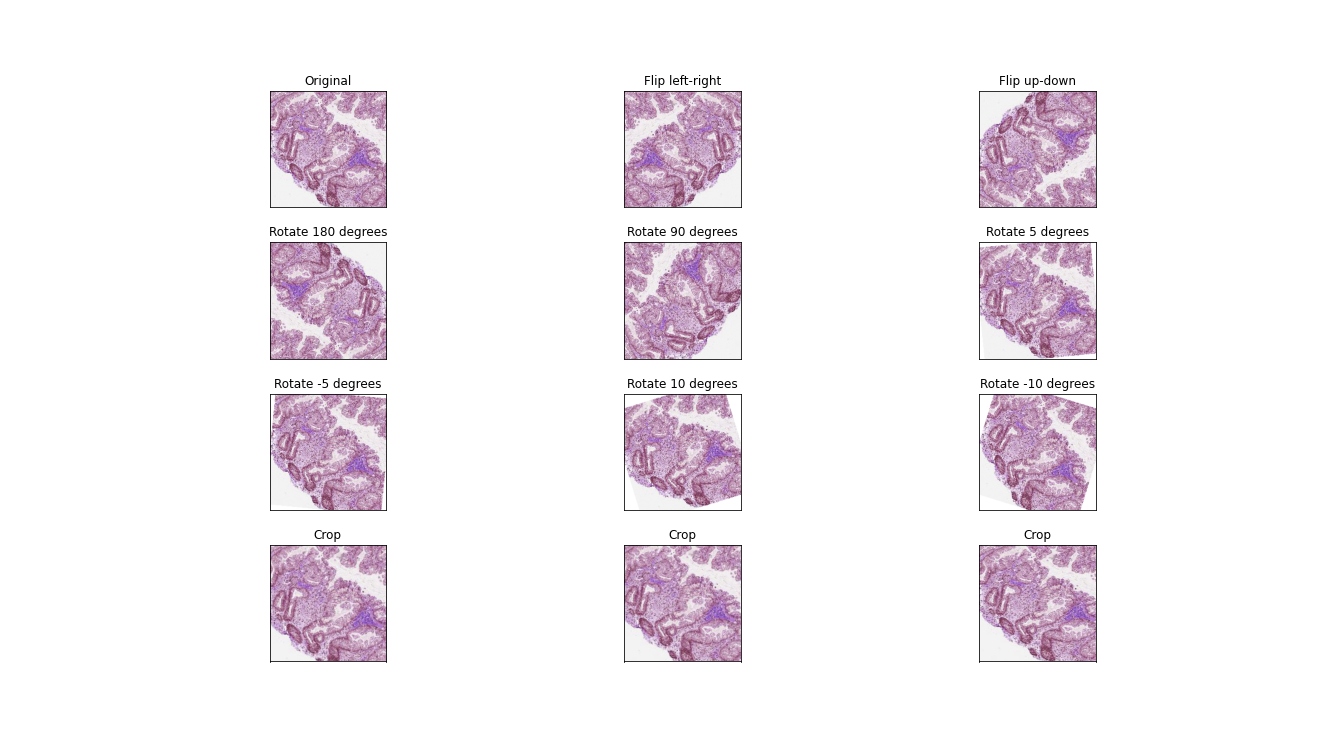 Original
Flip left-right
Flip up-down
Rotate 180 degrees
Rotate 90 degrees
Rotate 5 degrees
Rotate -5 degrees
Rotate 10 degrees
Rotate -10 degrees
Crop
Crop
Crop